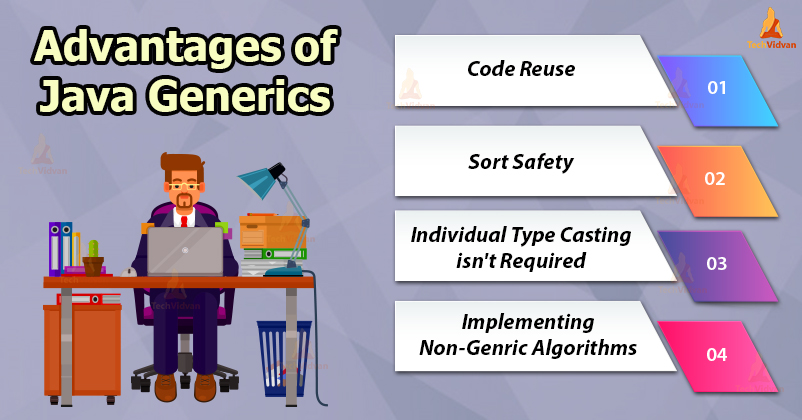 Advantages of
Java Generics
TechVidvan
Code Reuse
01
Sort Safety
02
Individual Type Casting
isn't Required
03
Implementing
Non-Genric Algorithms
04
TechVidvan